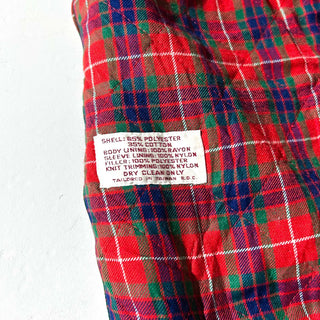 SHELL: 65% POLYESTER
35% COTTON
BODY LINING: 100% RAYON
SLEEVE LINING: 100% NYLON
FILLER: 100% POLYESTER
KNIT TRIMMING: 100% NYLON
DRY CLEAN ONLY
TAILORED IN TAIWAN R.O.C.